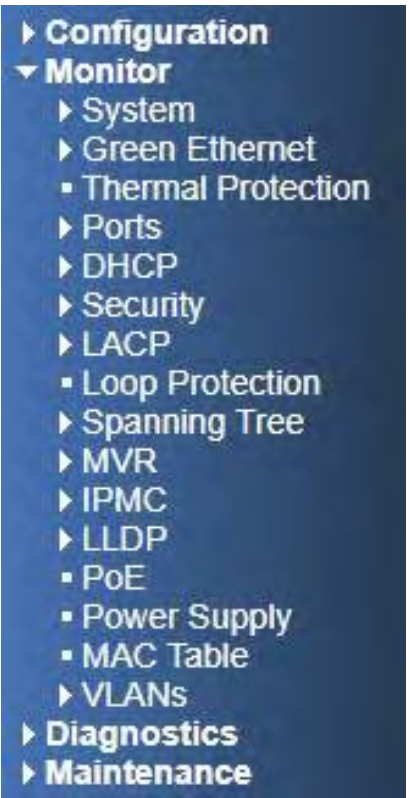 Configuration
Monitor
System
Green Ethernet
Thermal Protection
Ports
DHCP
Security
LACP
Loop Protection
Spanning Tree
MVR
IPMC
LLDP
PoE
Power Supply
MAC Table
VLANs
Diagnostics
Maintenance